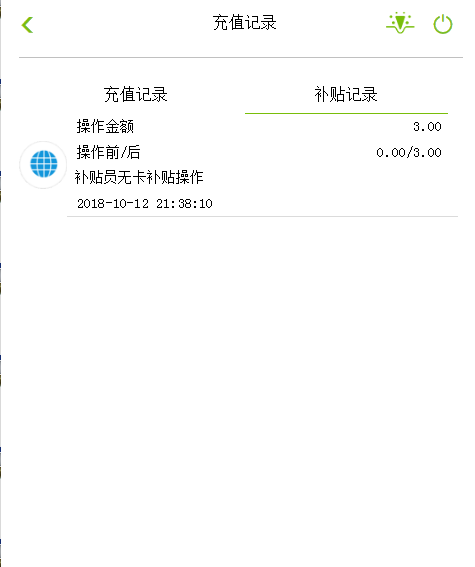 充值记录
充值记录 补贴记录
操作金额 3.00
操作前/后 0.00/3.00
补贴员无卡补贴操作
2018-10-12 21:38:10